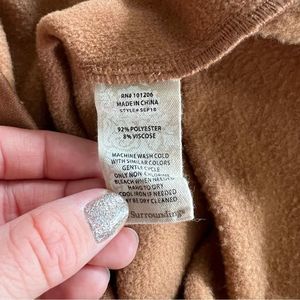 RN# 101206
MADE IN CHINA
STYLE# SEP18
92% POLYESTER
8% VISCOSE
MACHINE WASH COLD
WITH SIMILAR COLORS
GENTLE CYCLE
ONLY NON-CHLORINE
BLEACH WHEN NEEDED
HANG TO DRY
COOL IRON IF NEEDED
BE DRY CLEANED
Surroundings